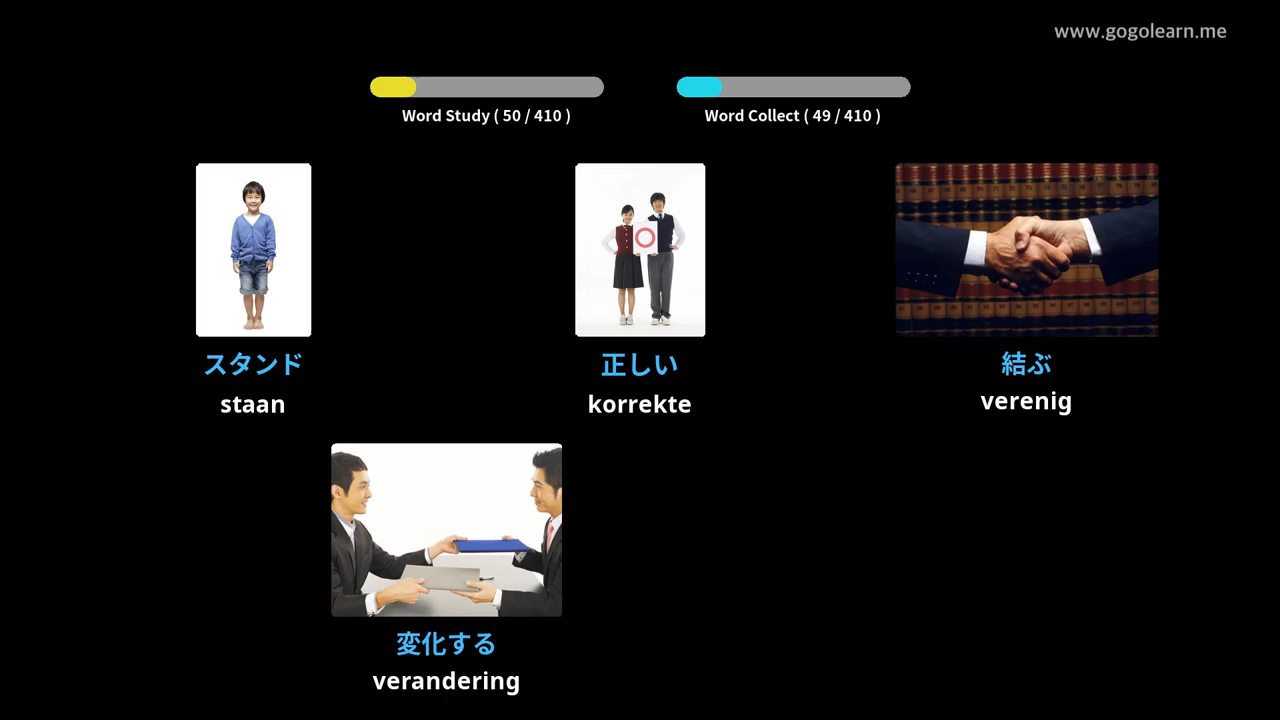 www.gogolearn.me
Word Study ( 50 / 410 )
Word Collect ( 49 / 410 )
スタンド
staan
正しい
korrekte
結ぶ
verenig
変化する
verandering